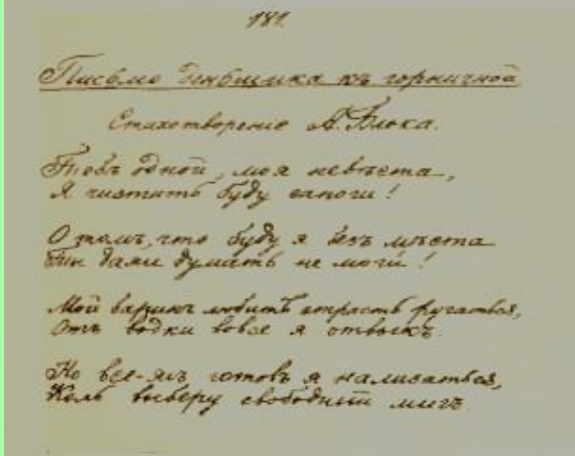 181.
Письмо деньщика къ горничной
Стихотвореніе А. Блока.
Тебѣ одной, моя невѣста,
Я чистить буду сапоги!
О томъ, что буду я безъ мѣста
Ты даже думать не моги!
Мой баринъ любитъ страсть ругаться,
Отъ водки вовсе я отвыкъ.
Но все-жъ готовъ я нализаться,
Коль выберу свободный мигъ